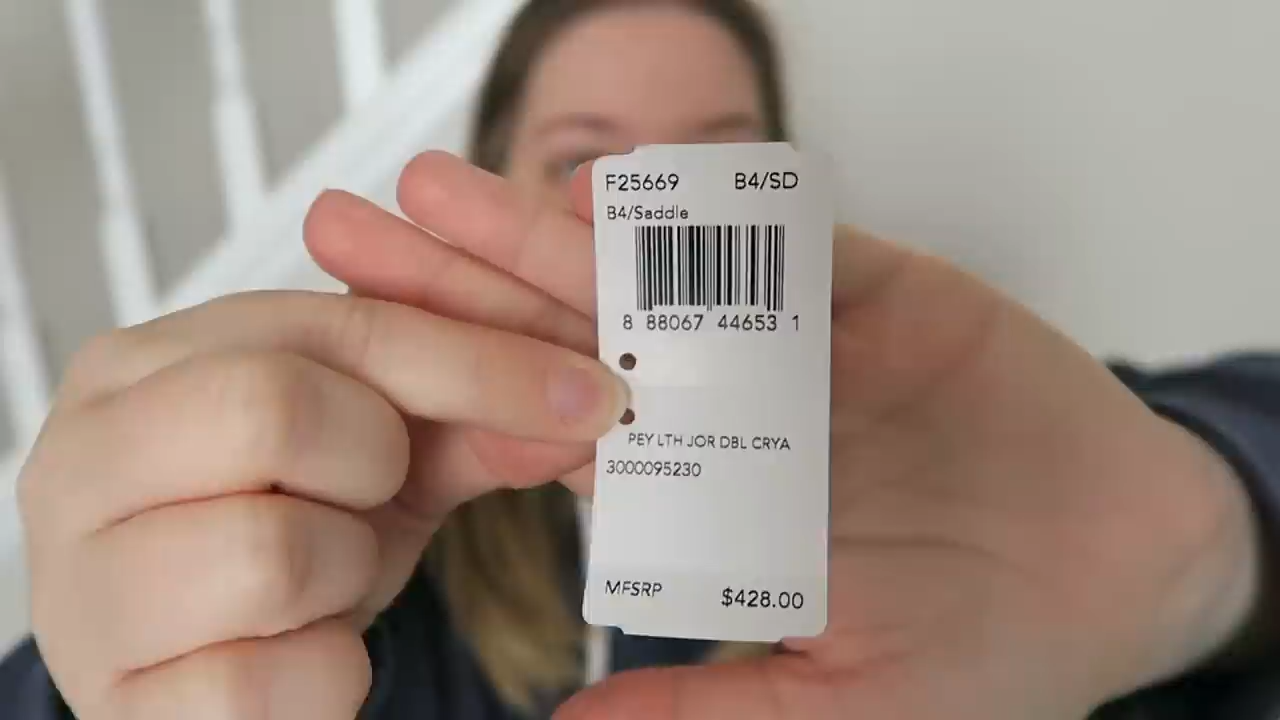 F25669 B4/SD
B4/Saddle
8 88067 44653 1
PEY LTH JOR DBL CRYA
3000095230
MFSRP $428.00